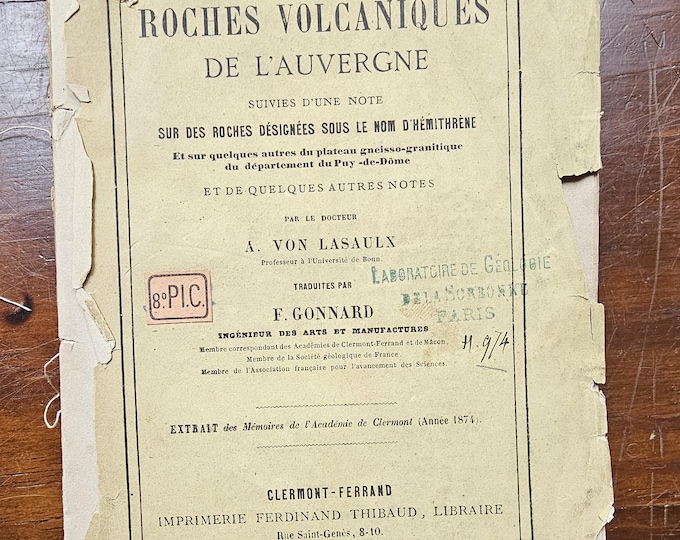 ROCHES VOLCANIQUES
DE L'AUVERGNE
SUIVIES D'UNE NOTE
SUR DES ROCHES DÉSIGNÉES SOUS LE NOM D'HÉMITHRÈNE
Et sur quelques autres du plateau gneisso-granitique
du département du Puy-de-Dôme
ET DE QUELQUES AUTRES NOTES
PAR LE DOCTEUR
A. VON LASAULX
Professeur à l'Université de Bonn.
TRADUITES PAR
F. GONNARD
INGÉNIEUR DES ARTS ET MANUFACTURES
Membre correspondant des Académies de Clermont-Ferrand et de Mâcon.
Membre de la Société géologique de France.
Membre de l'Association française pour l'avancement des Sciences.
8º P.I.C.
LABORATOIRE DE GÉOLOGIE
DE LA SORBONNE
PARIS
H. 974
EXTRAIT des Mémoires de l'Académie de Clermont (Année 1874).
CLERMONT-FERRAND
IMPRIMERIE FERDINAND THIBAUD, LIBRAIRE
Rue Saint-Genès, 8-10.